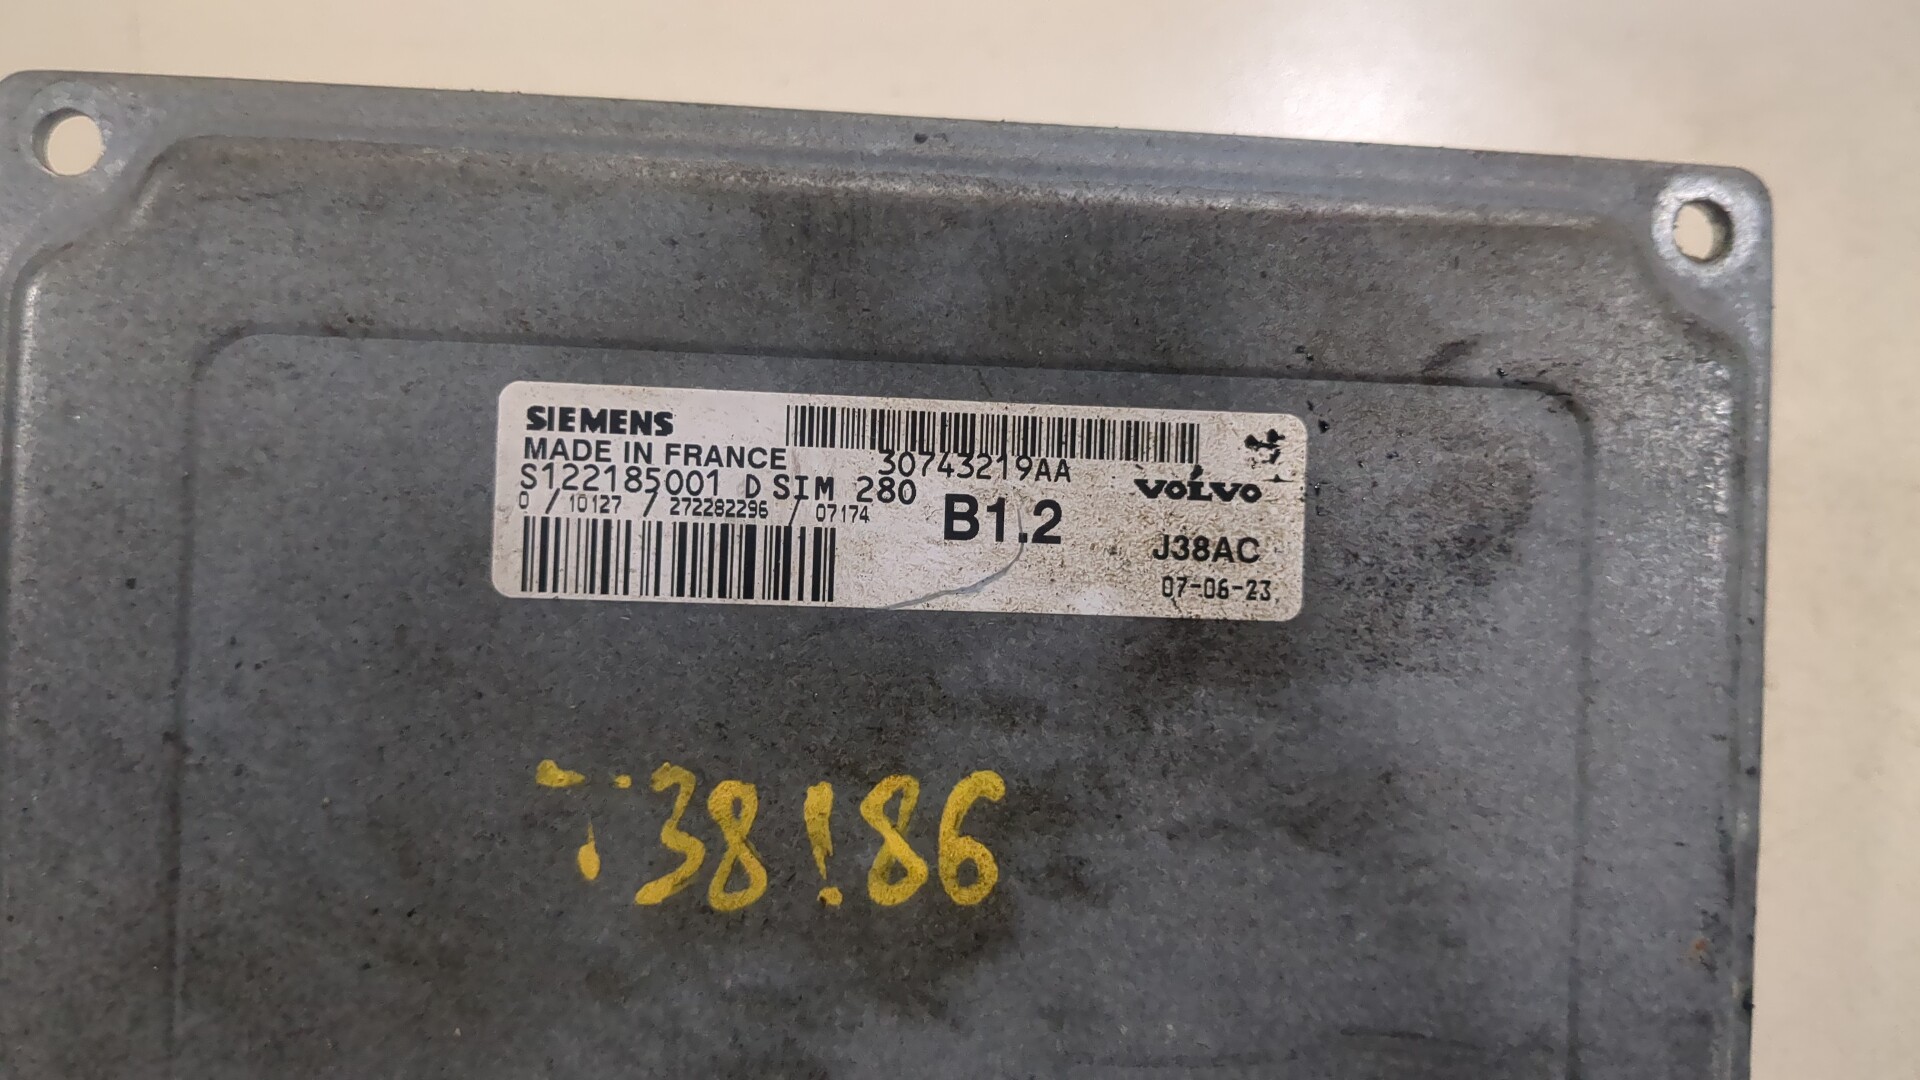 SIEMENS
MADE IN FRANCE
30743219AA
S122185001 D SIM 280
VOLVO
0 / 10127 / 272282296 / 07174
B1.2
J38AC
07-06-23
38!86